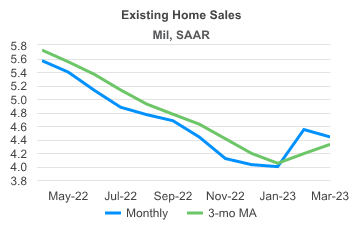 Existing Home Sales
Mil, SAAR
5.8
5.6
5.4
5.2
5.0
4.8
4.6
4.4
4.2
4.0
3.8
May-22 Jul-22 Sep-22 Nov-22 Jan-23 Mar-23
Monthly 3-mo MA